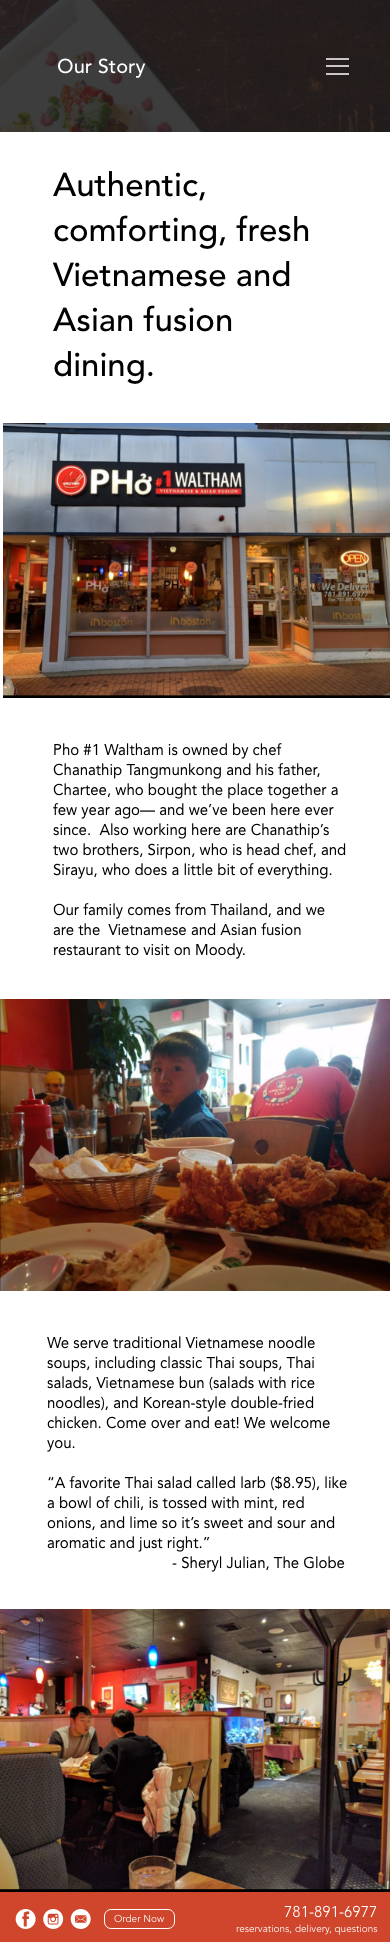 Our Story
Authentic,
comforting, fresh
Vietnamese and
Asian fusion
dining.
PHở #1 WALTHAM
VIETNAMESE & ASIAN FUSION
OPEN
PHở WALTHAM
PHở
We Deliver
781.891.6977
inboston
inboston
inboston
Pho #1 Waltham is owned by chef
Chanathip Tangmunkong and his father,
Chartee, who bought the place together a
few year ago— and we’ve been here ever
since.  Also working here are Chanathip’s
two brothers, Sirpon, who is head chef, and
Sirayu, who does a little bit of everything.
Our family comes from Thailand, and we
are the  Vietnamese and Asian fusion
restaurant to visit on Moody.
We serve traditional Vietnamese noodle
soups, including classic Thai soups, Thai
salads, Vietnamese bun (salads with rice
noodles), and Korean-style double-fried
chicken. Come over and eat! We welcome
you.
“A favorite Thai salad called larb ($8.95), like
a bowl of chili, is tossed with mint, red
onions, and lime so it’s sweet and sour and
aromatic and just right.”
- Sheryl Julian, The Globe
Order Now
781-891-6977
reservations, delivery, questions